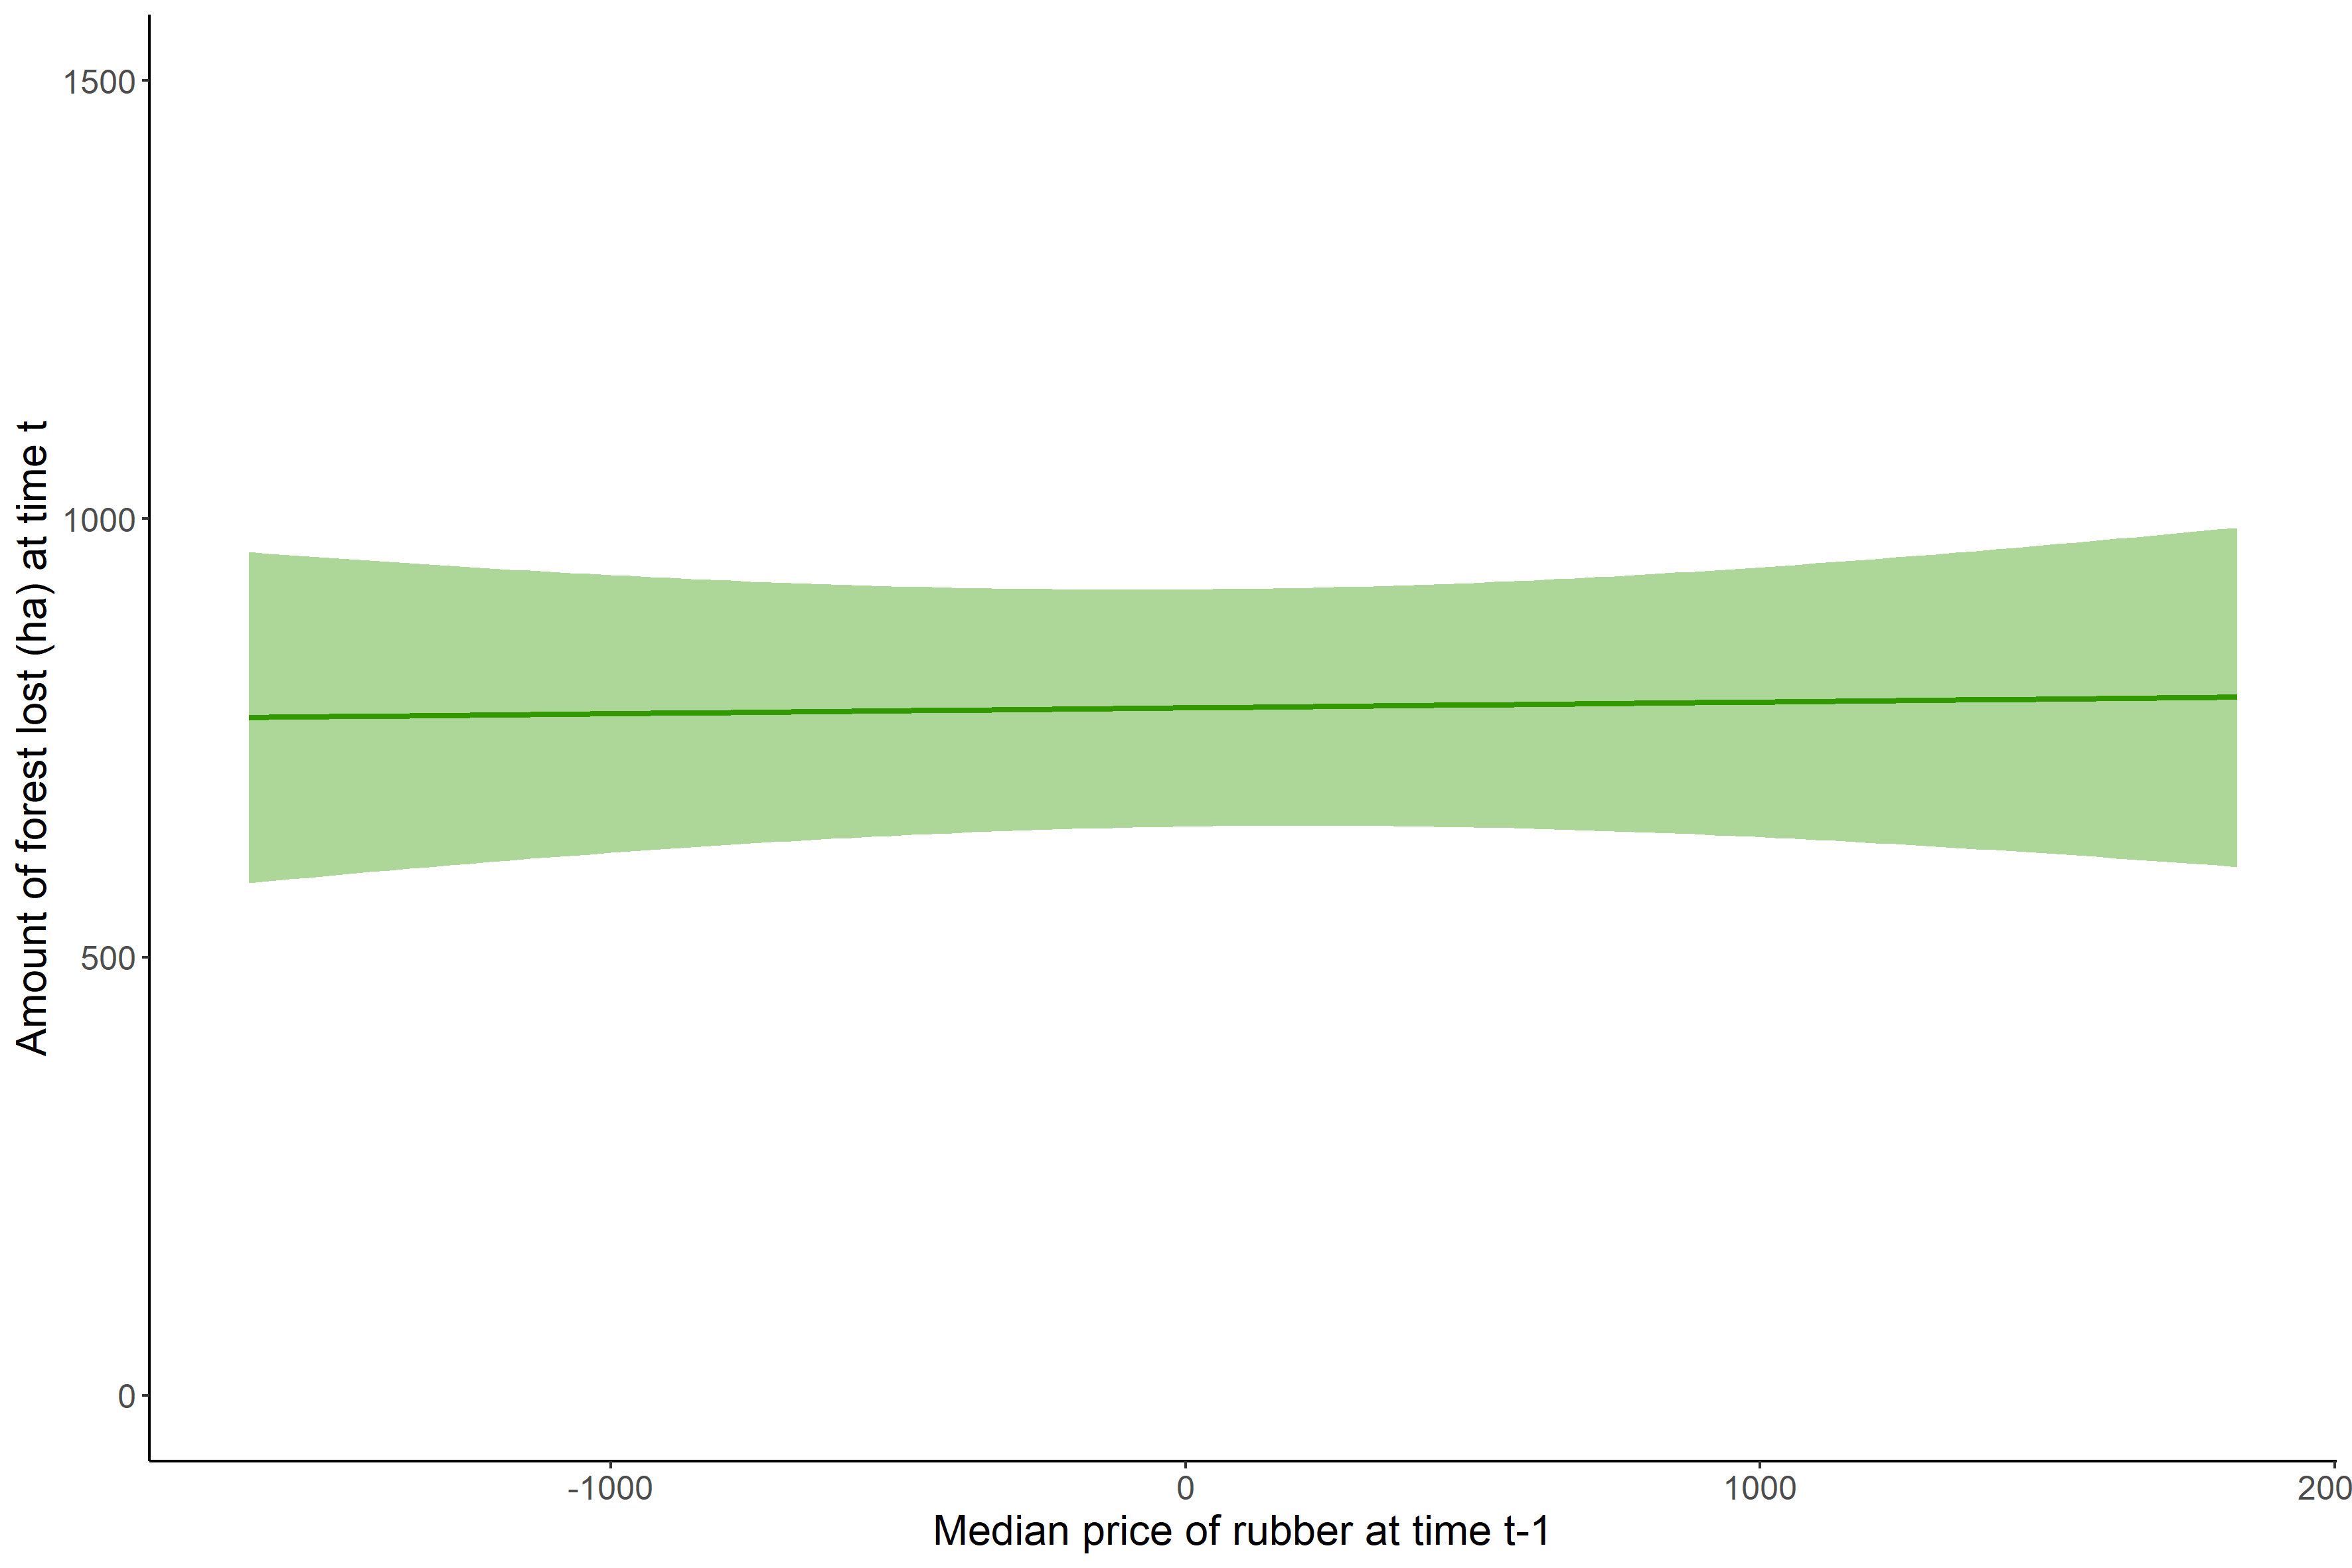 Amount of forest lost (ha) at time t
1500
1000
500
0
-1000 0 1000 200
Median price of rubber at time t-1